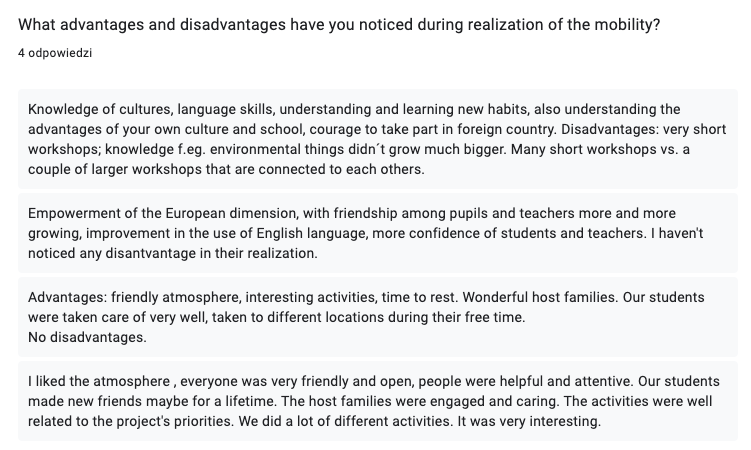 What advantages and disadvantages have you noticed during realization of the mobility?
4 odpowiedzi
Knowledge of cultures, language skills, understanding and learning new habits, also understanding the
advantages of your own culture and school, courage to take part in foreign country. Disadvantages: very short
workshops; knowledge f.eg. environmental things didn´t grow much bigger. Many short workshops vs. a
couple of larger workshops that are connected to each others.
Empowerment of the European dimension, with friendship among pupils and teachers more and more
growing, improvement in the use of English language, more confidence of students and teachers. I haven't
noticed any disantvantage in their realization.
Advantages: friendly atmosphere, interesting activities, time to rest. Wonderful host families. Our students
were taken care of very well, taken to different locations during their free time.
No disadvantages.
I liked the atmosphere , everyone was very friendly and open, people were helpful and attentive. Our students
made new friends maybe for a lifetime. The host families were engaged and caring. The activities were well
related to the project's priorities. We did a lot of different activities. It was very interesting.